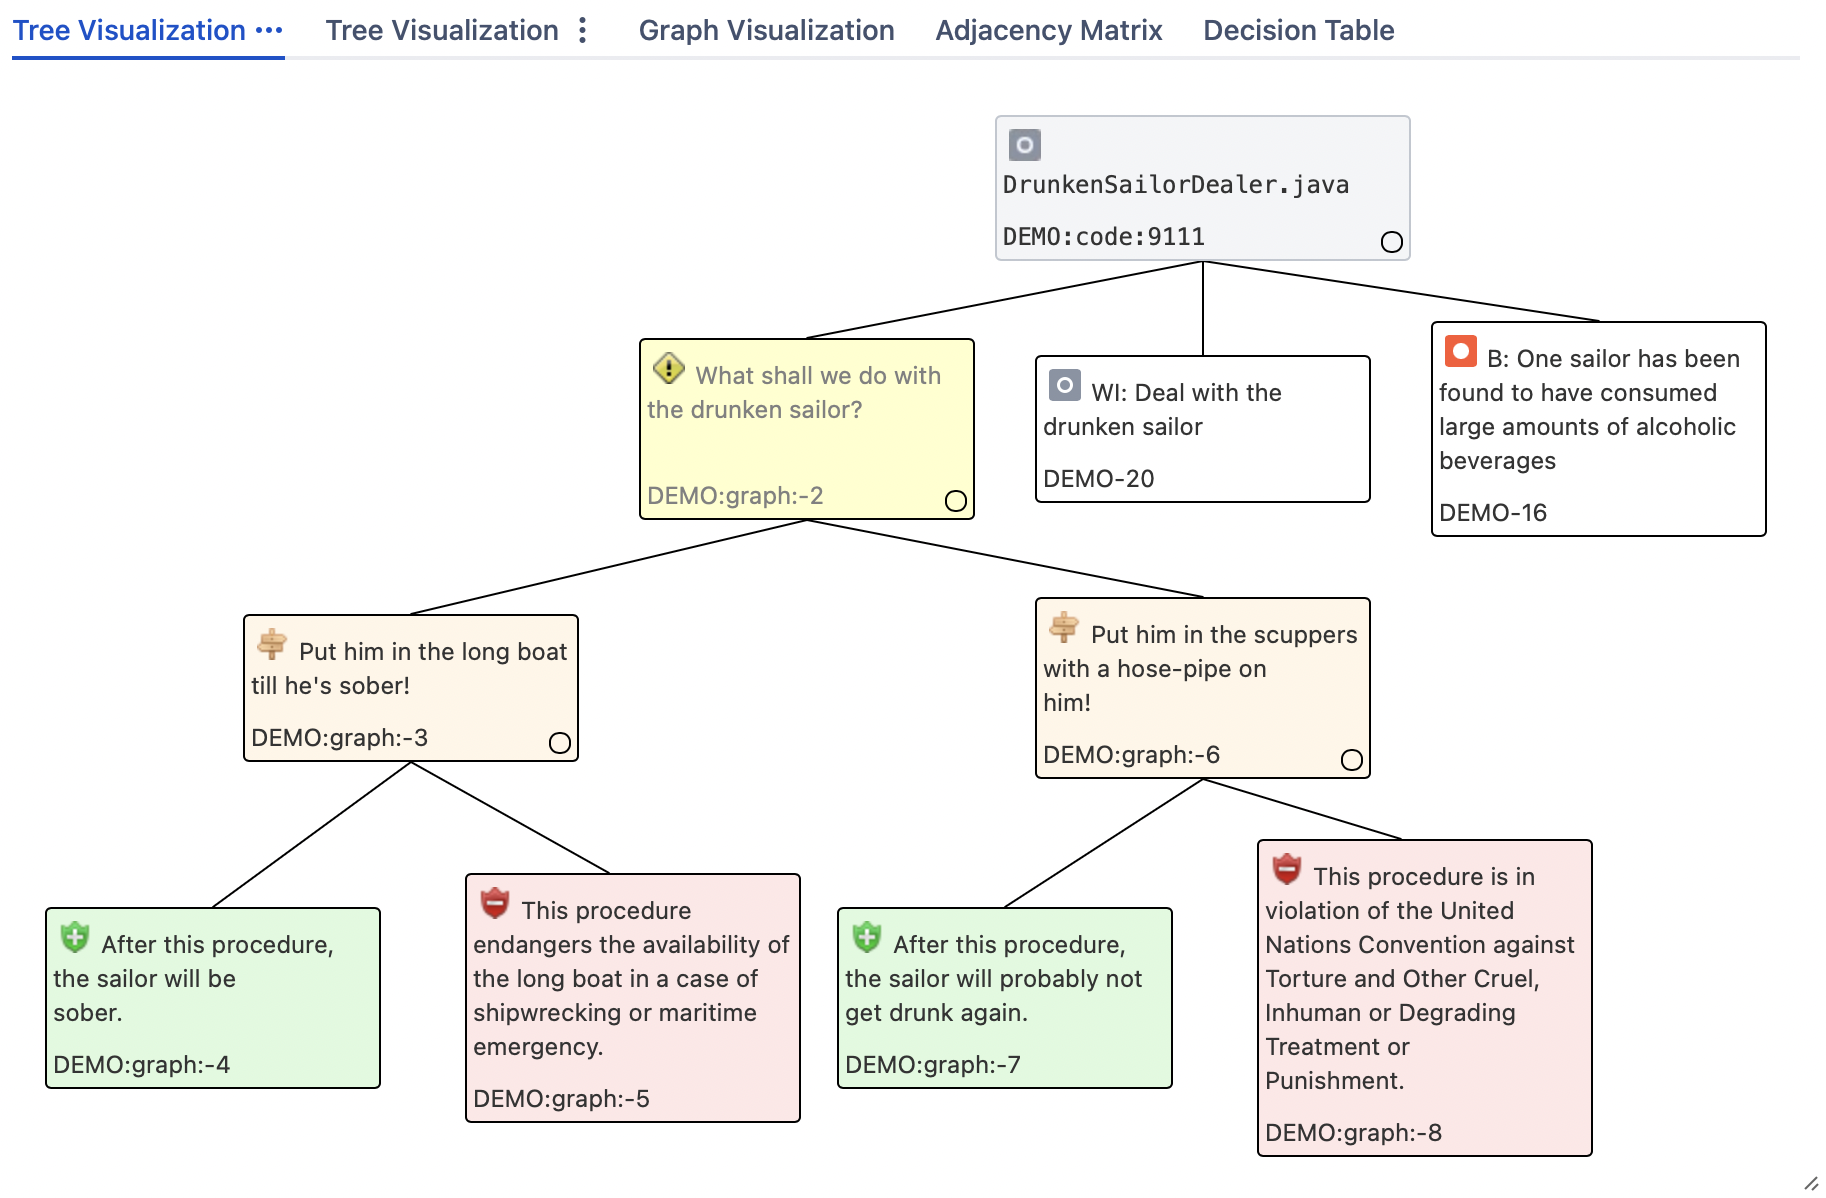 Tree Visualization
Tree Visualization
Graph Visualization
Adjacency Matrix
Decision Table
DrunkenSailorDealer.java
DEMO:code:9111
What shall we do with
the drunken sailor?
DEMO:graph:-2
WI: Deal with the
drunken sailor
DEMO-20
B: One sailor has been
found to have consumed
large amounts of alcoholic
beverages
DEMO-16
Put him in the long boat
till he's sober!
DEMO:graph:-3
Put him in the scuppers
with a hose-pipe on
him!
DEMO:graph:-6
After this procedure,
the sailor will be
sober.
DEMO:graph:-4
This procedure
endangers the availability of
the long boat in a case of
shipwrecking or maritime
emergency.
DEMO:graph:-5
After this procedure,
the sailor will probably not
get drunk again.
DEMO:graph:-7
This procedure is in
violation of the United
Nations Convention against
Torture and Other Cruel,
Inhuman or Degrading
Treatment or
Punishment.
DEMO:graph:-8